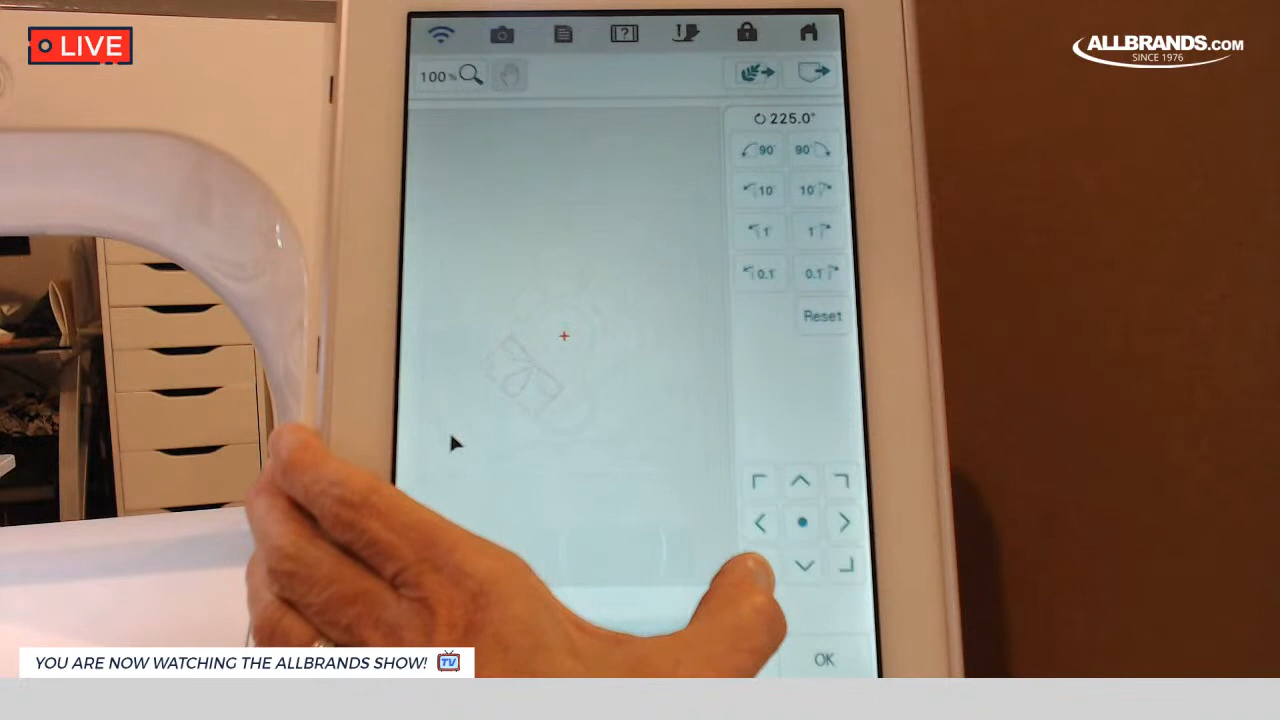 LIVE
ALLBRANDS.COM
SINCE 1976
?
100%
225.0°
90° 90°
10° 10°
1° 1°
0.1° 0.1°
Reset
OK
YOU ARE NOW WATCHING THE ALLBRANDS SHOW! TV